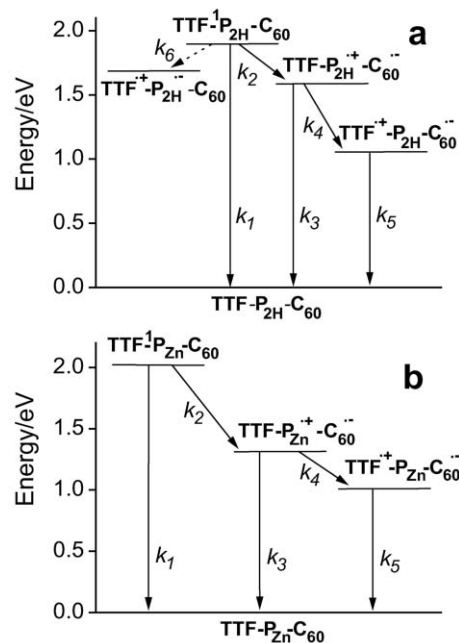 a
TTF-¹P₂H-C₆₀
k₆
k₂
TTF-P₂H·⁺-C₆₀·⁻
TTF·⁺-P₂H·⁻-C₆₀
k₄
TTF·⁺-P₂H-C₆₀·⁻
k₁
k₃
k₅
2.0
1.5
1.0
0.5
0.0
Energy/eV
TTF-P₂H-C₆₀
b
TTF-¹PZn-C₆₀
k₂
TTF-PZn·⁺-C₆₀·⁻
k₄
TTF·⁺-PZn-C₆₀·⁻
k₁
k₃
k₅
2.0
1.5
1.0
0.5
0.0
Energy/eV
TTF-PZn-C₆₀